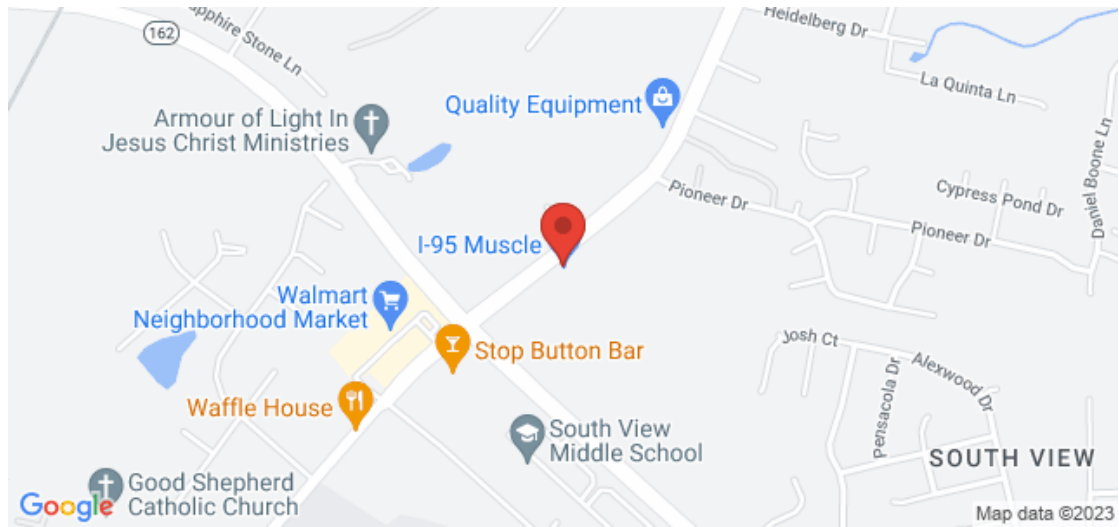 162
Sapphire Stone Ln
Heidelberg Dr
La Quinta Ln
Quality Equipment
Armour of Light In
Jesus Christ Ministries
Daniel Boone Ln
Pioneer Dr
Cypress Pond Dr
Pioneer Dr
I-95 Muscle
Walmart
Neighborhood Market
Stop Button Bar
Josh Ct
Alexwood Dr
Pensacola Dr
Waffle House
South View
Middle School
SOUTH VIEW
Good Shepherd
Catholic Church
Google
Map data ©2023